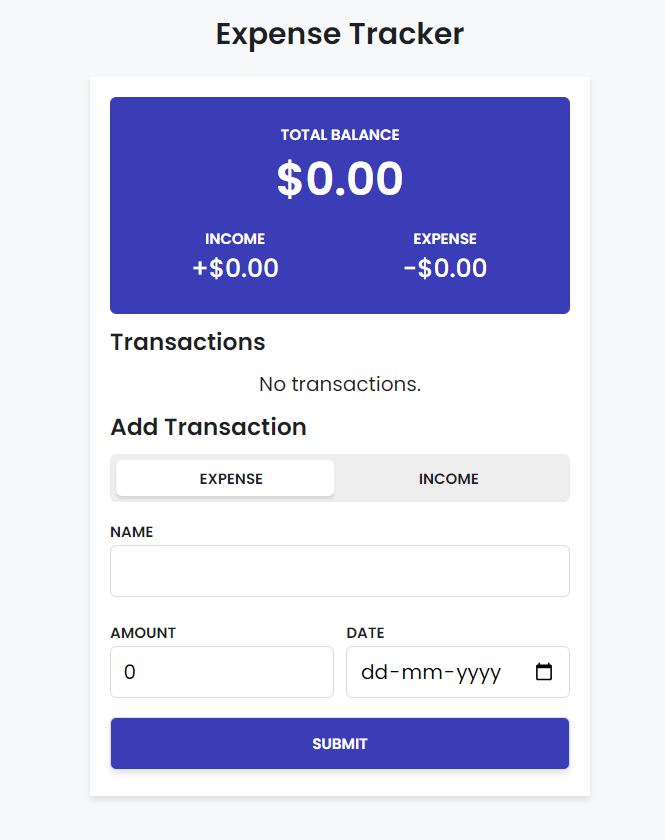 Expense Tracker
TOTAL BALANCE
$0.00
INCOME EXPENSE
+$0.00 -$0.00
Transactions
No transactions.
Add Transaction
EXPENSE INCOME
NAME
AMOUNT DATE
0 dd-mm-yyyy
SUBMIT